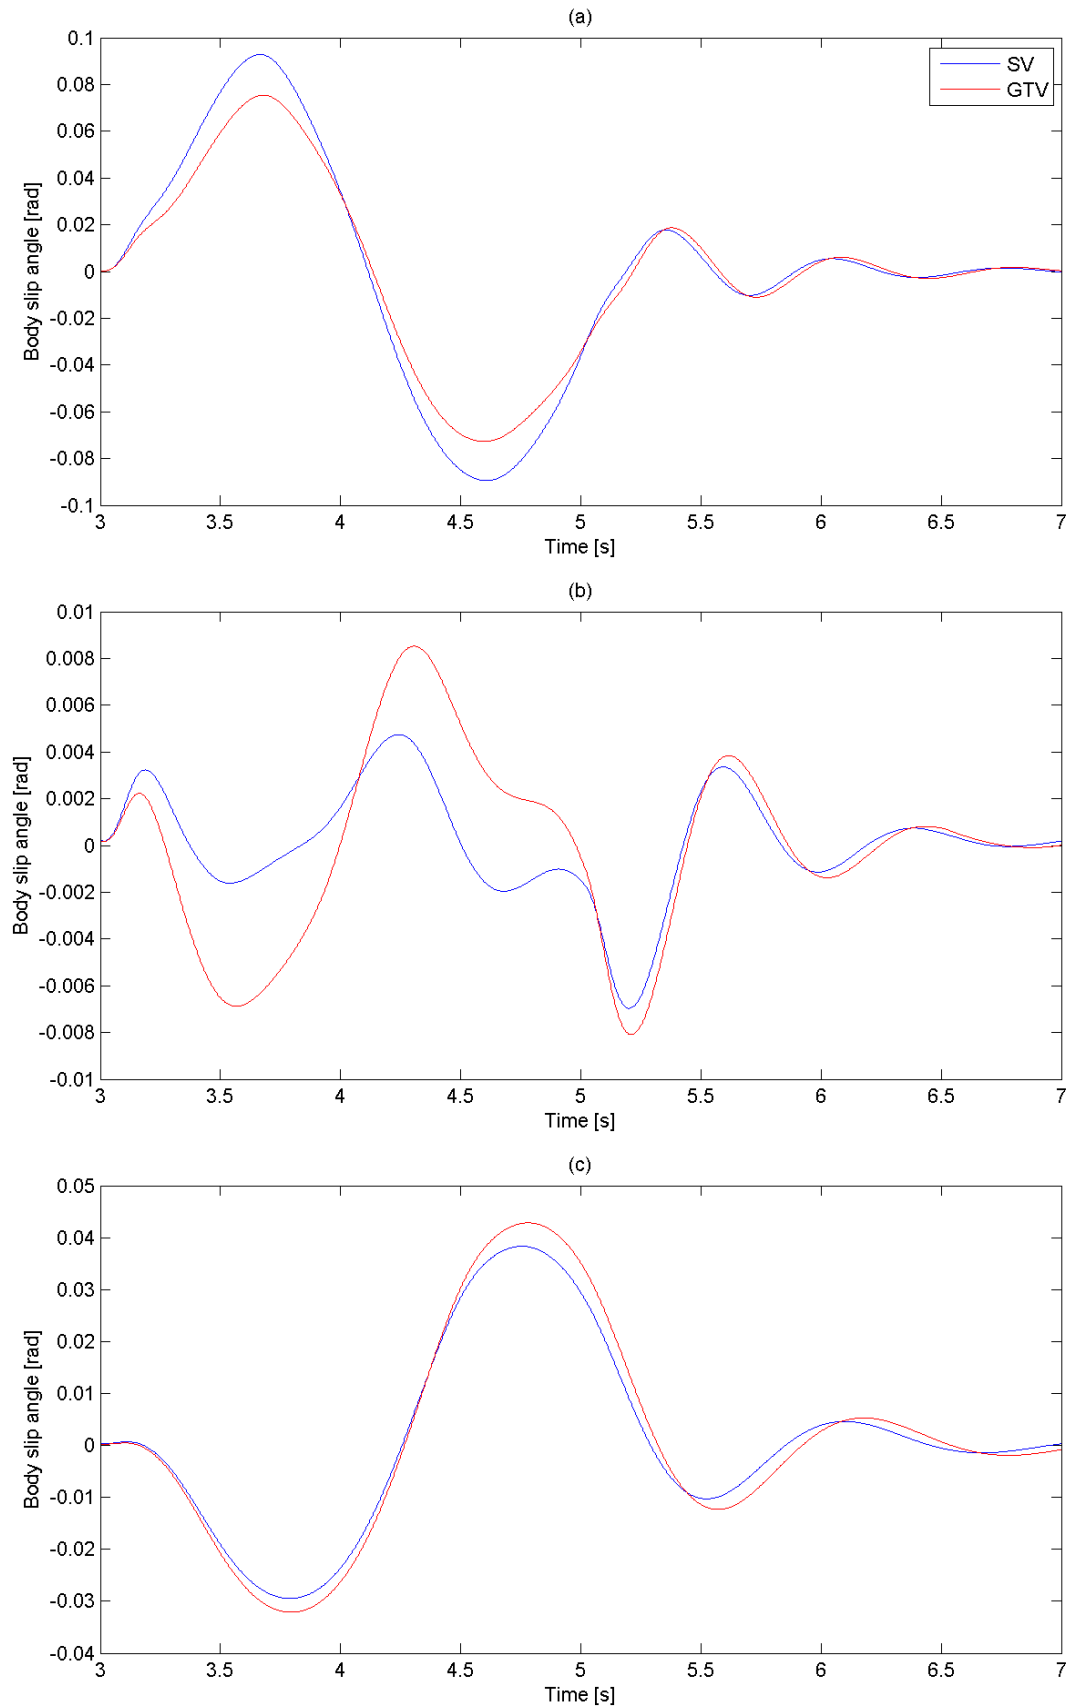 (a)
0.1
0.08
0.06
0.04
0.02
0
-0.02
-0.04
-0.06
-0.08
-0.1
Body slip angle [rad]
SV
GTV
3 3.5 4 4.5 5 5.5 6 6.5 7
Time [s]
(b)
0.01
0.008
0.006
0.004
0.002
0
-0.002
-0.004
-0.006
-0.008
-0.01
Body slip angle [rad]
3 3.5 4 4.5 5 5.5 6 6.5 7
Time [s]
(c)
0.05
0.04
0.03
0.02
0.01
0
-0.01
-0.02
-0.03
-0.04
Body slip angle [rad]
3 3.5 4 4.5 5 5.5 6 6.5 7
Time [s]